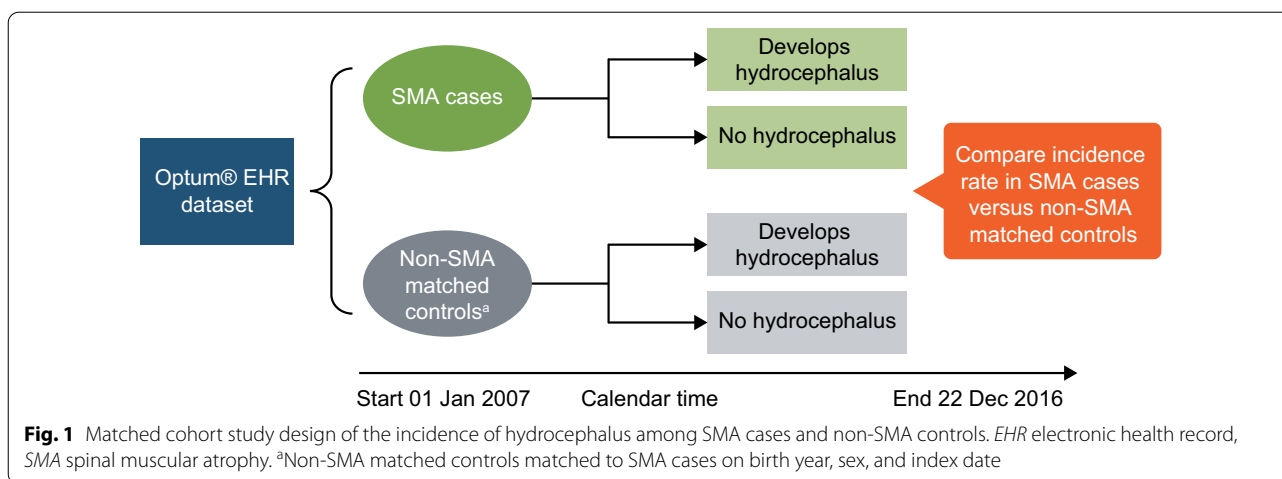 Optum® EHR
dataset
SMA cases
Non-SMA
matched
controlsᵃ
Develops
hydrocephalus
No hydrocephalus
Develops
hydrocephalus
No hydrocephalus
Compare incidence
rate in SMA cases
versus non-SMA
matched controls
Start 01 Jan 2007 Calendar time End 22 Dec 2016
Fig. 1 Matched cohort study design of the incidence of hydrocephalus among SMA cases and non-SMA controls. EHR electronic health record,
SMA spinal muscular atrophy. ᵃNon-SMA matched controls matched to SMA cases on birth year, sex, and index date